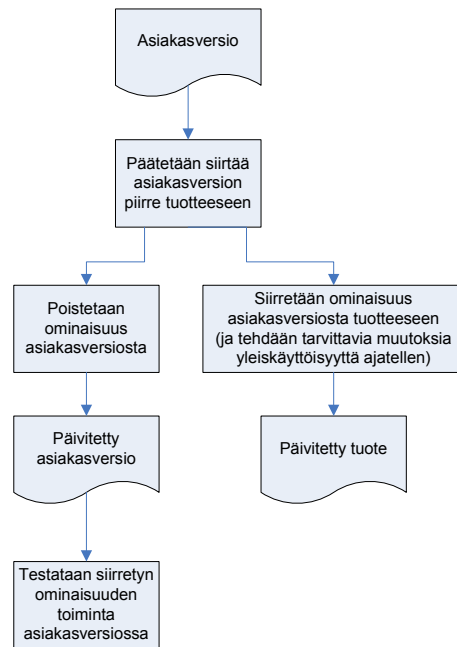 Asiakasversio
Päätetään siirtää
asiakasversion
piirre tuotteeseen
Poistetaan
ominaisuus
asiakasversiosta
Siirretään ominaisuus
asiakasversiosta tuotteeseen
(ja tehdään tarvittavia muutoksia
yleiskäyttöisyyttä ajatellen)
Päivitetty
asiakasversio
Päivitetty tuote
Testataan siirretyn
ominaisuuden
toiminta
asiakasversiossa